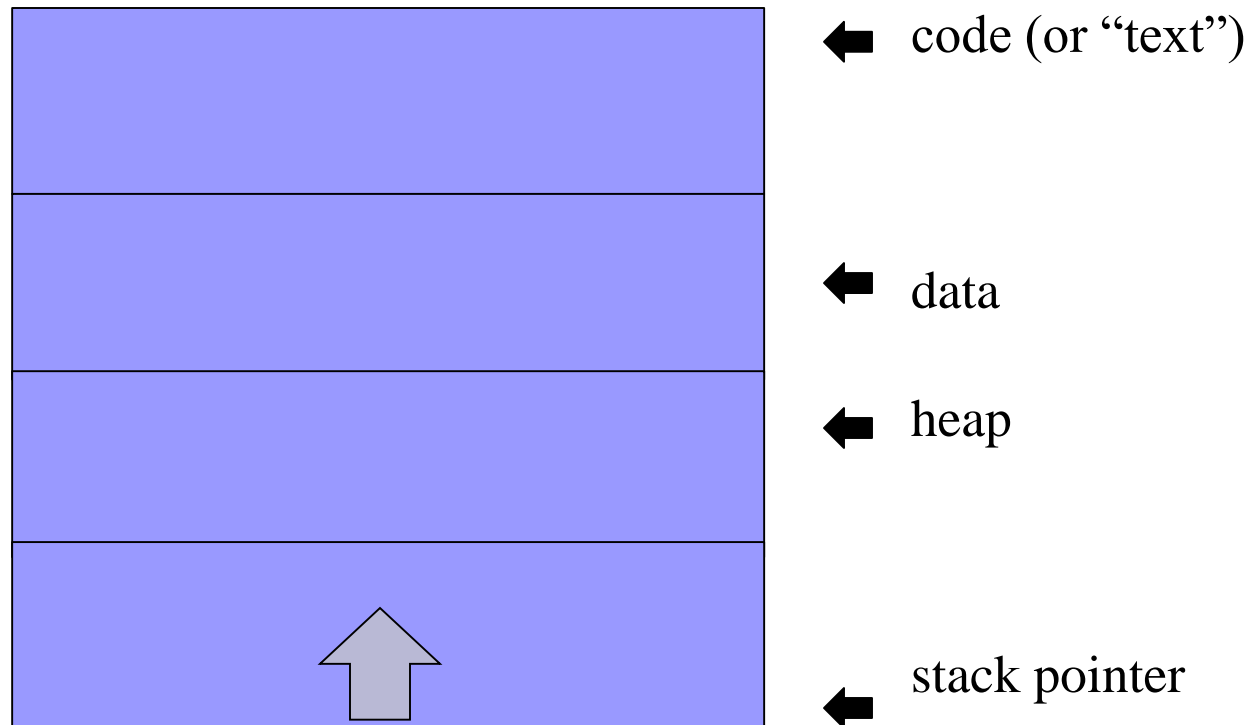 code (or “text”)
data
heap
stack pointer